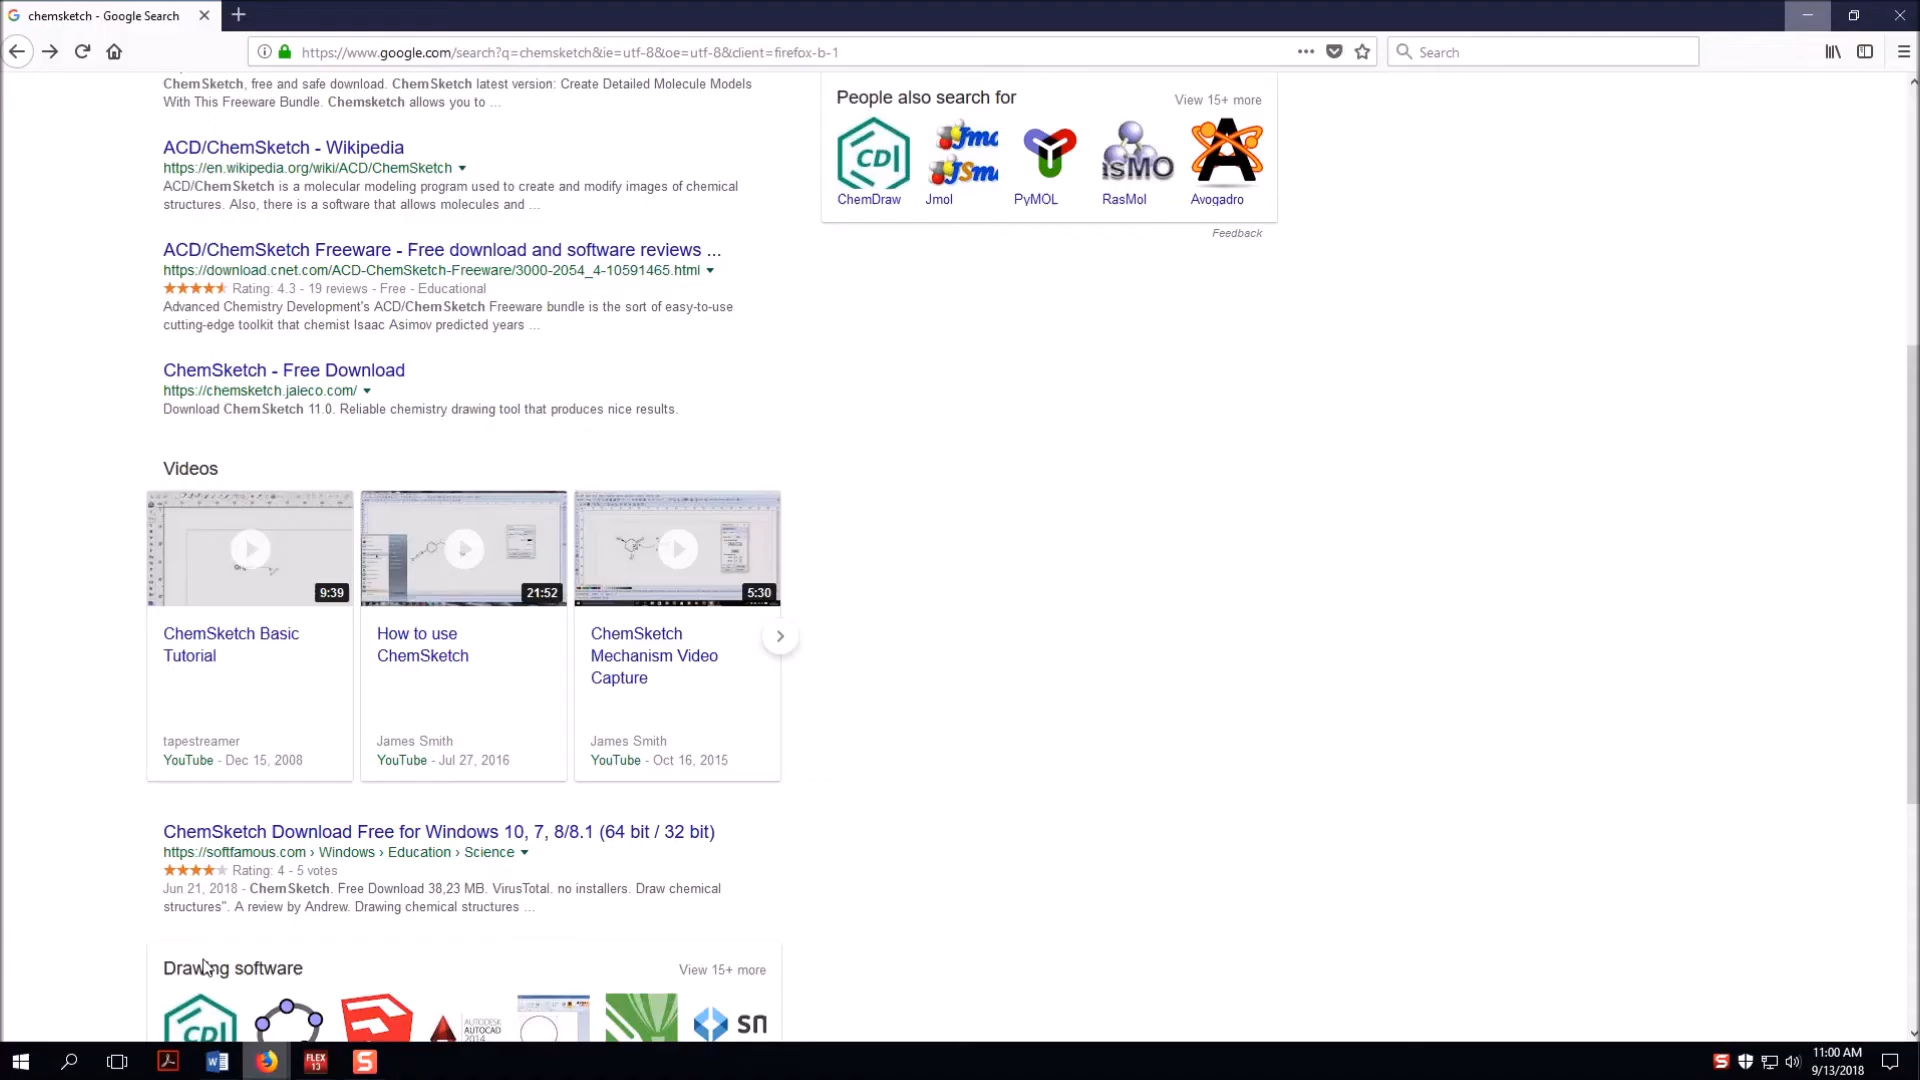 chemsketch - Google Search
https://www.google.com/search?q=chemsketch&ie=utf-8&oe=utf-8&client=firefox-b-1
Search
ChemSketch, free and safe download. ChemSketch latest version: Create Detailed Molecule Models
With This Freeware Bundle. Chemsketch allows you to ...
ACD/ChemSketch - Wikipedia
https://en.wikipedia.org/wiki/ACD/ChemSketch
ACD/ChemSketch is a molecular modeling program used to create and modify images of chemical
structures. Also, there is a software that allows molecules and ...
ACD/ChemSketch Freeware - Free download and software reviews ...
https://download.cnet.com/ACD-ChemSketch-Freeware/3000-2054_4-10591465.html
Rating: 4.3 - 19 reviews - Free - Educational
Advanced Chemistry Development's ACD/ChemSketch Freeware bundle is the sort of easy-to-use
cutting-edge toolkit that chemist Isaac Asimov predicted years ...
ChemSketch - Free Download
https://chemsketch.jaleco.com/
Download ChemSketch 11.0. Reliable chemistry drawing tool that produces nice results.
People also search for
View 15+ more
CDI
Jmo
JSm
asMO
ChemDraw
Jmol
PyMOL
RasMol
Avogadro
Feedback
Videos
9:39
21:52
5:30
ChemSketch Basic
Tutorial
tapestreamer
YouTube - Dec 15, 2008
How to use
ChemSketch
James Smith
YouTube - Jul 27, 2016
ChemSketch
Mechanism Video
Capture
James Smith
YouTube - Oct 16, 2015
ChemSketch Download Free for Windows 10, 7, 8/8.1 (64 bit / 32 bit)
https://softfamous.com › Windows › Education › Science
Rating: 4 - 5 votes
Jun 21, 2018 - ChemSketch. Free Download 38,23 MB. VirusTotal. no installers. Draw chemical
structures". A review by Andrew. Drawing chemical structures ...
Drawing software
View 15+ more
CDI
AUTODESK
AUTOCAD
2014
sn
FLEX
13
11:00 AM
9/13/2018